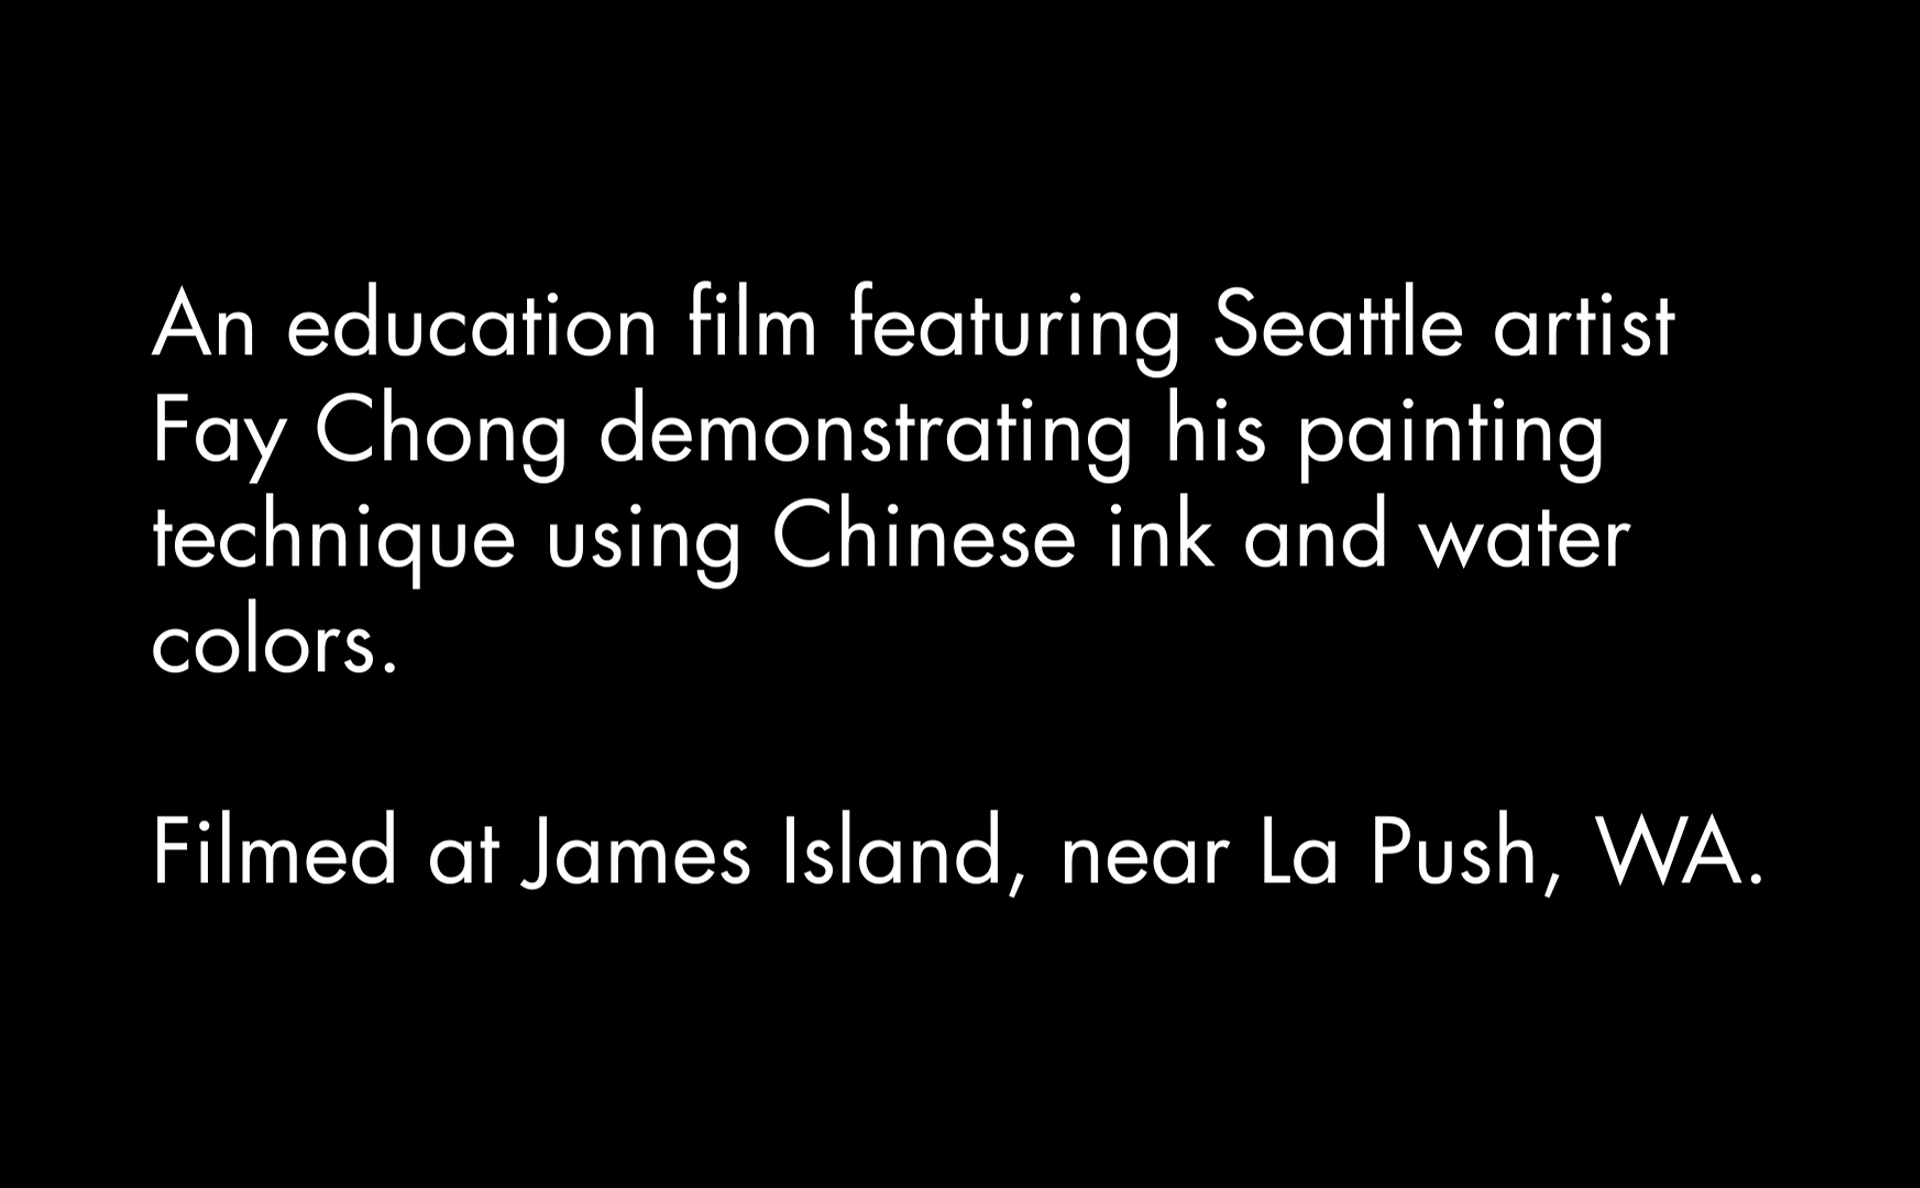 An education film featuring Seattle artist
Fay Chong demonstrating his painting
technique using Chinese ink and water
colors.
Filmed at James Island, near La Push, WA.